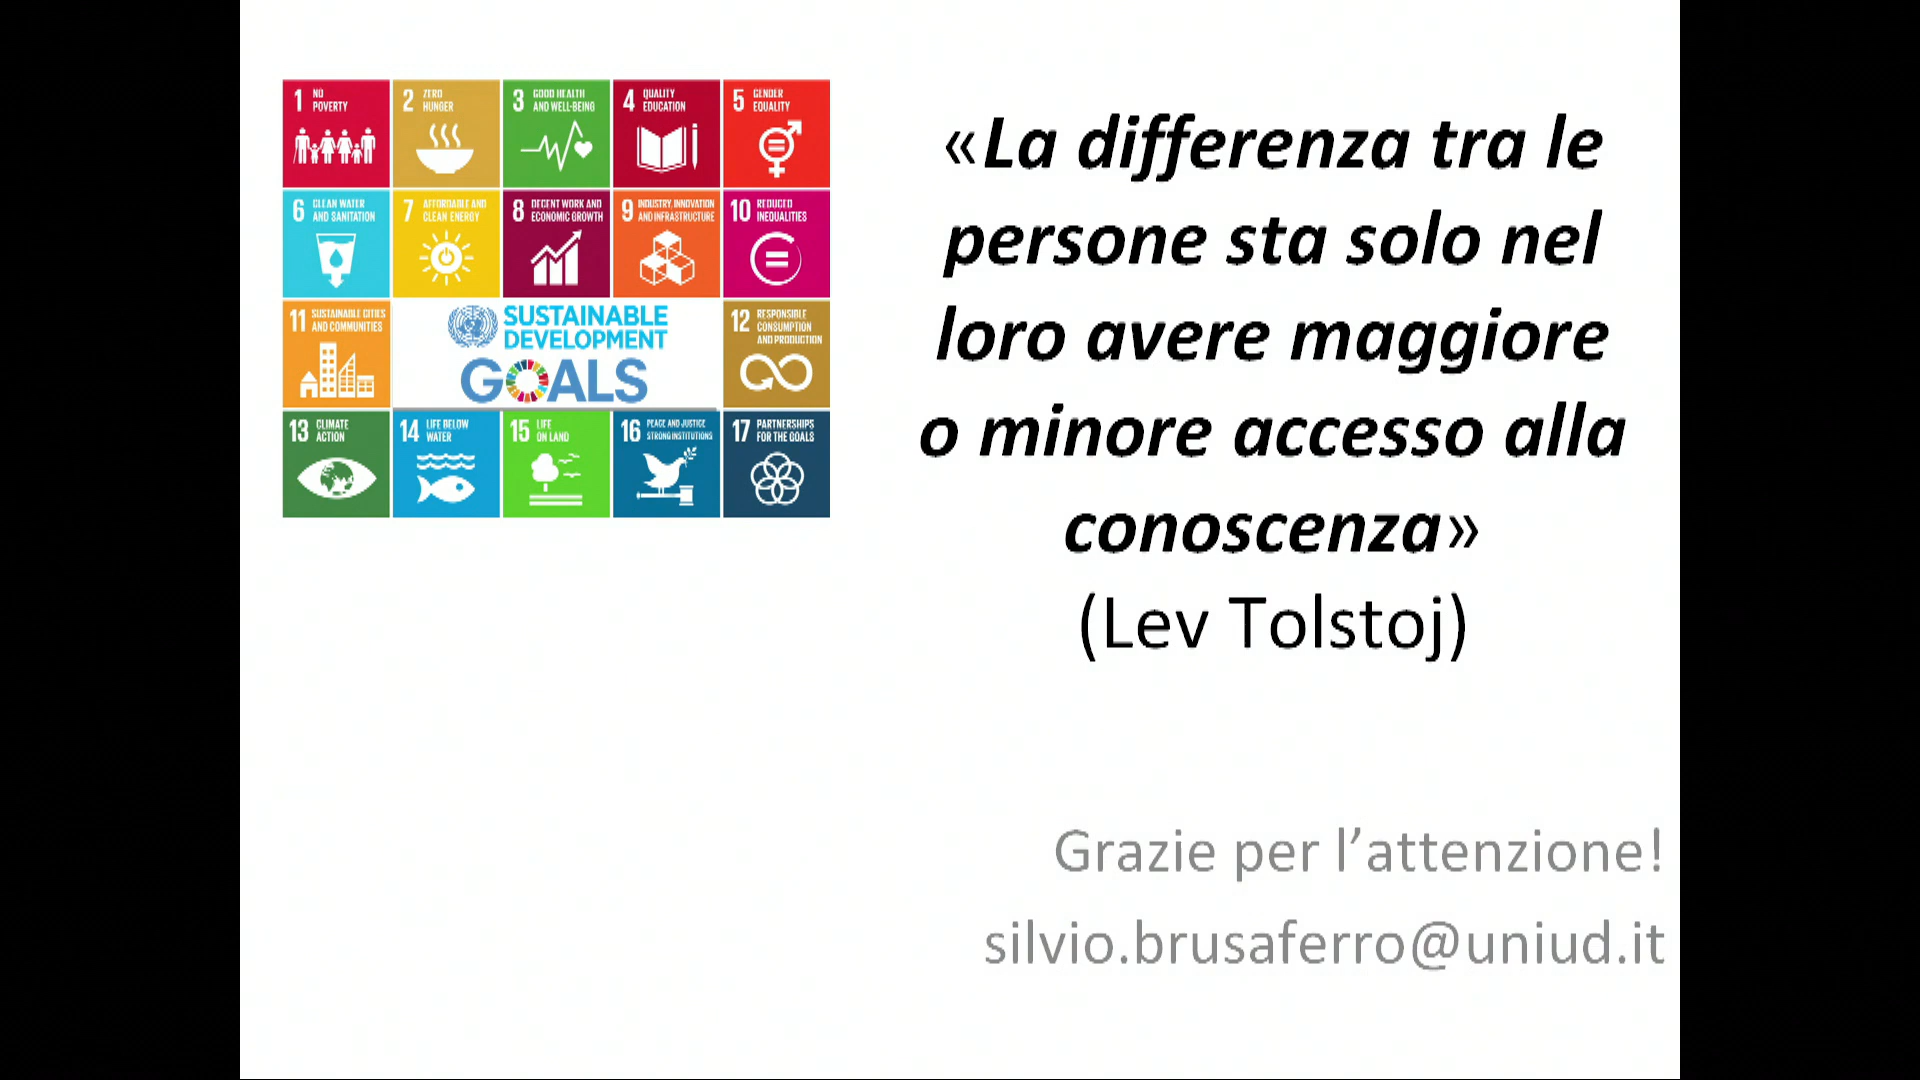 1 NO POVERTY
2 ZERO HUNGER
3 GOOD HEALTH AND WELL-BEING
4 QUALITY EDUCATION
5 GENDER EQUALITY
6 CLEAN WATER AND SANITATION
7 AFFORDABLE AND CLEAN ENERGY
8 DECENT WORK AND ECONOMIC GROWTH
9 INDUSTRY, INNOVATION AND INFRASTRUCTURE
10 REDUCED INEQUALITIES
11 SUSTAINABLE CITIES AND COMMUNITIES
SUSTAINABLE
DEVELOPMENT
GOALS
12 RESPONSIBLE CONSUMPTION AND PRODUCTION
13 CLIMATE ACTION
14 LIFE BELOW WATER
15 LIFE ON LAND
16 PEACE AND JUSTICE STRONG INSTITUTIONS
17 PARTNERSHIPS FOR THE GOALS
«La differenza tra le
persone sta solo nel
loro avere maggiore
o minore accesso alla
conoscenza»
(Lev Tolstoj)
Grazie per l’attenzione!
silvio.brusaferro@uniud.it